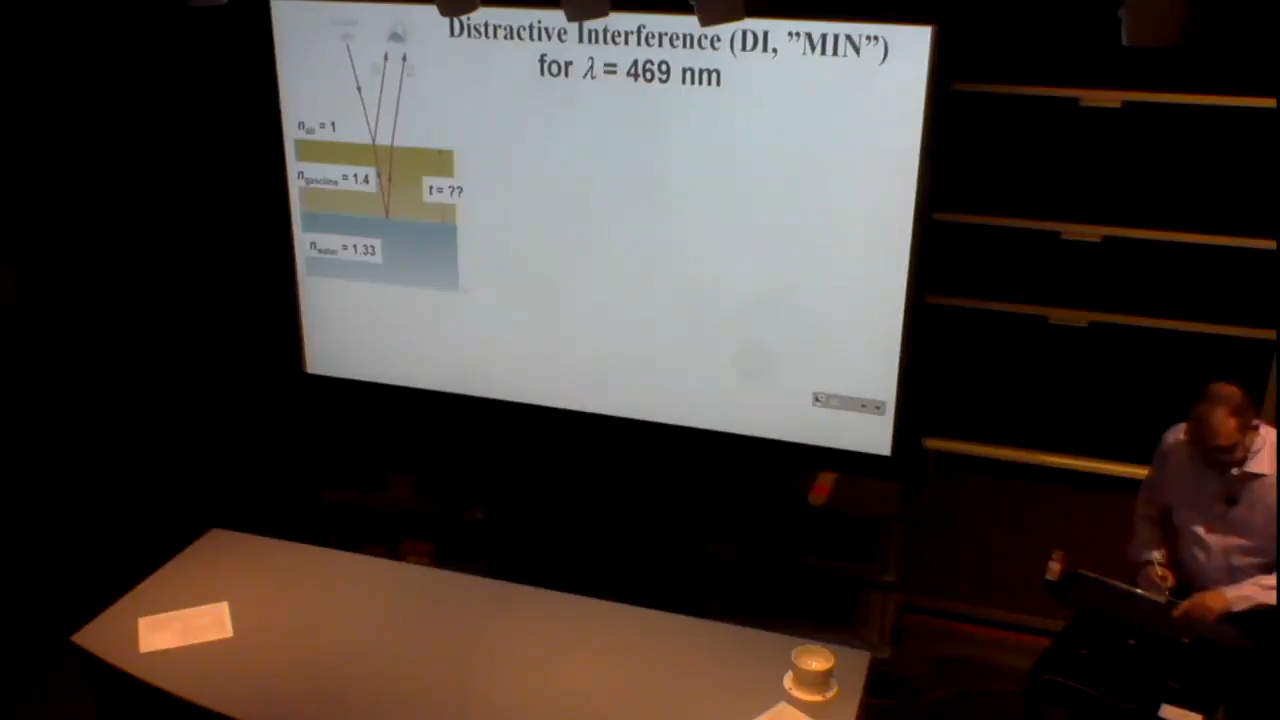 Distractive Interference (DI, ”MIN”)
for λ = 469 nm
n_air = 1
n_gasoline = 1.4
t = ??
n_water = 1.33